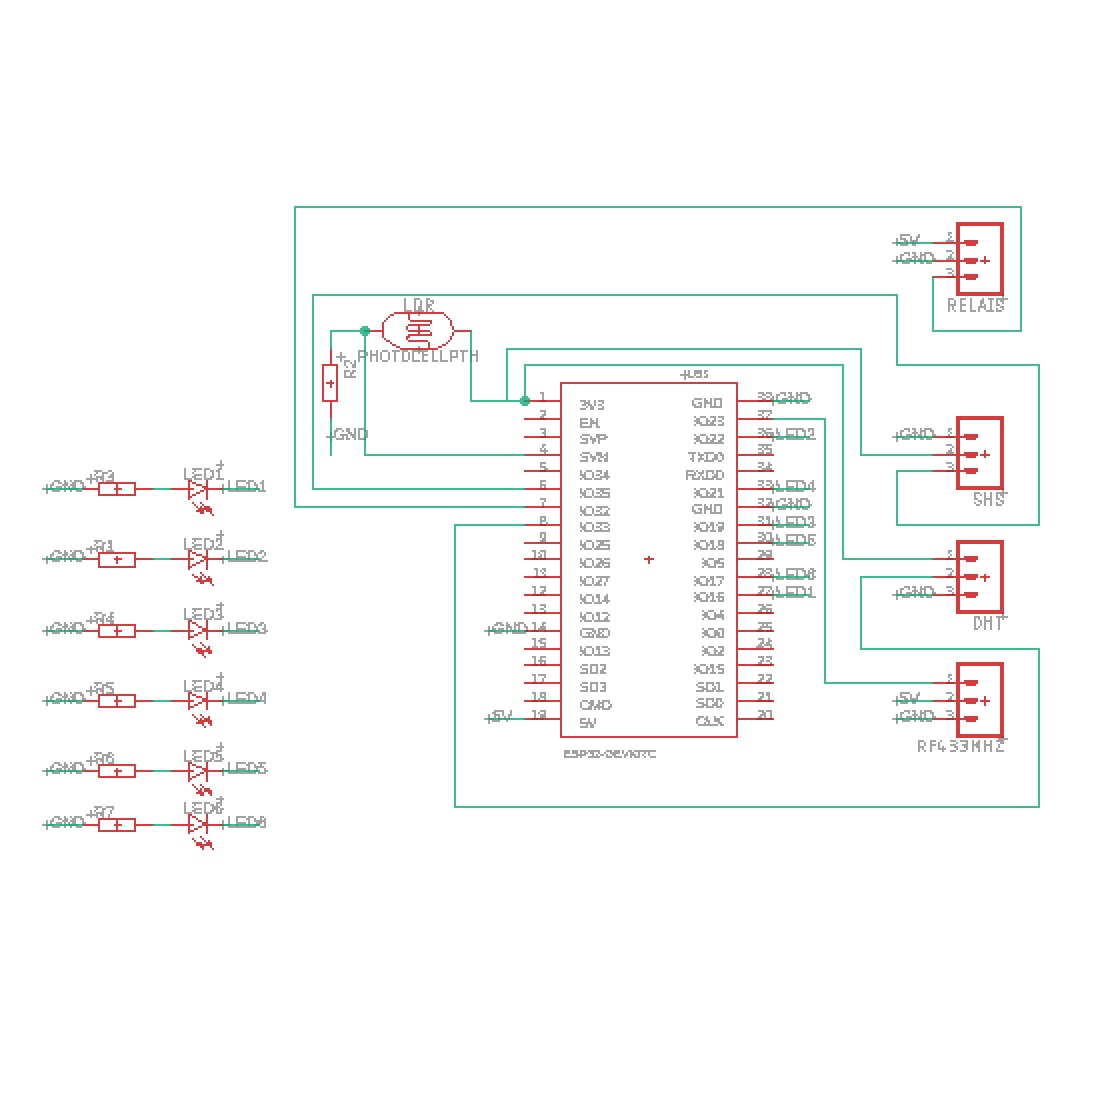 5V
1
GND
2
3
RELAIS
LDR
PHOTOCELLPTH
R2
GND
1 3V3 GND 38 GND
2 EN IO23 37
3 SVP IO22 36 LED2
4 SVN TXD0 35
5 IO34 RXD0 34
6 IO35 IO21 33 LED4
7 IO32 GND 32 GND
8 IO33 IO19 31 LED3
9 IO25 IO18 30 LED5
10 IO26 IO5 29
11 IO27 IO17 28 LED6
12 IO14 IO16 27 LED1
13 IO12 IO4 26
GND 14 GND IO0 25
15 IO13 IO2 24
16 SD2 IO15 23
17 SD3 SD1 22
18 CMD SD0 21
5V 19 5V CLK 20
ESP32-DEVKITC
GND 1
2
3
SHS
1
2
GND 3
DHT
1
5V 2
GND 3
RF433MHZ
GND R3 LED1 LED1
GND R1 LED2 LED2
GND R4 LED3 LED3
GND R5 LED4 LED4
GND R6 LED5 LED5
GND R7 LED6 LED6